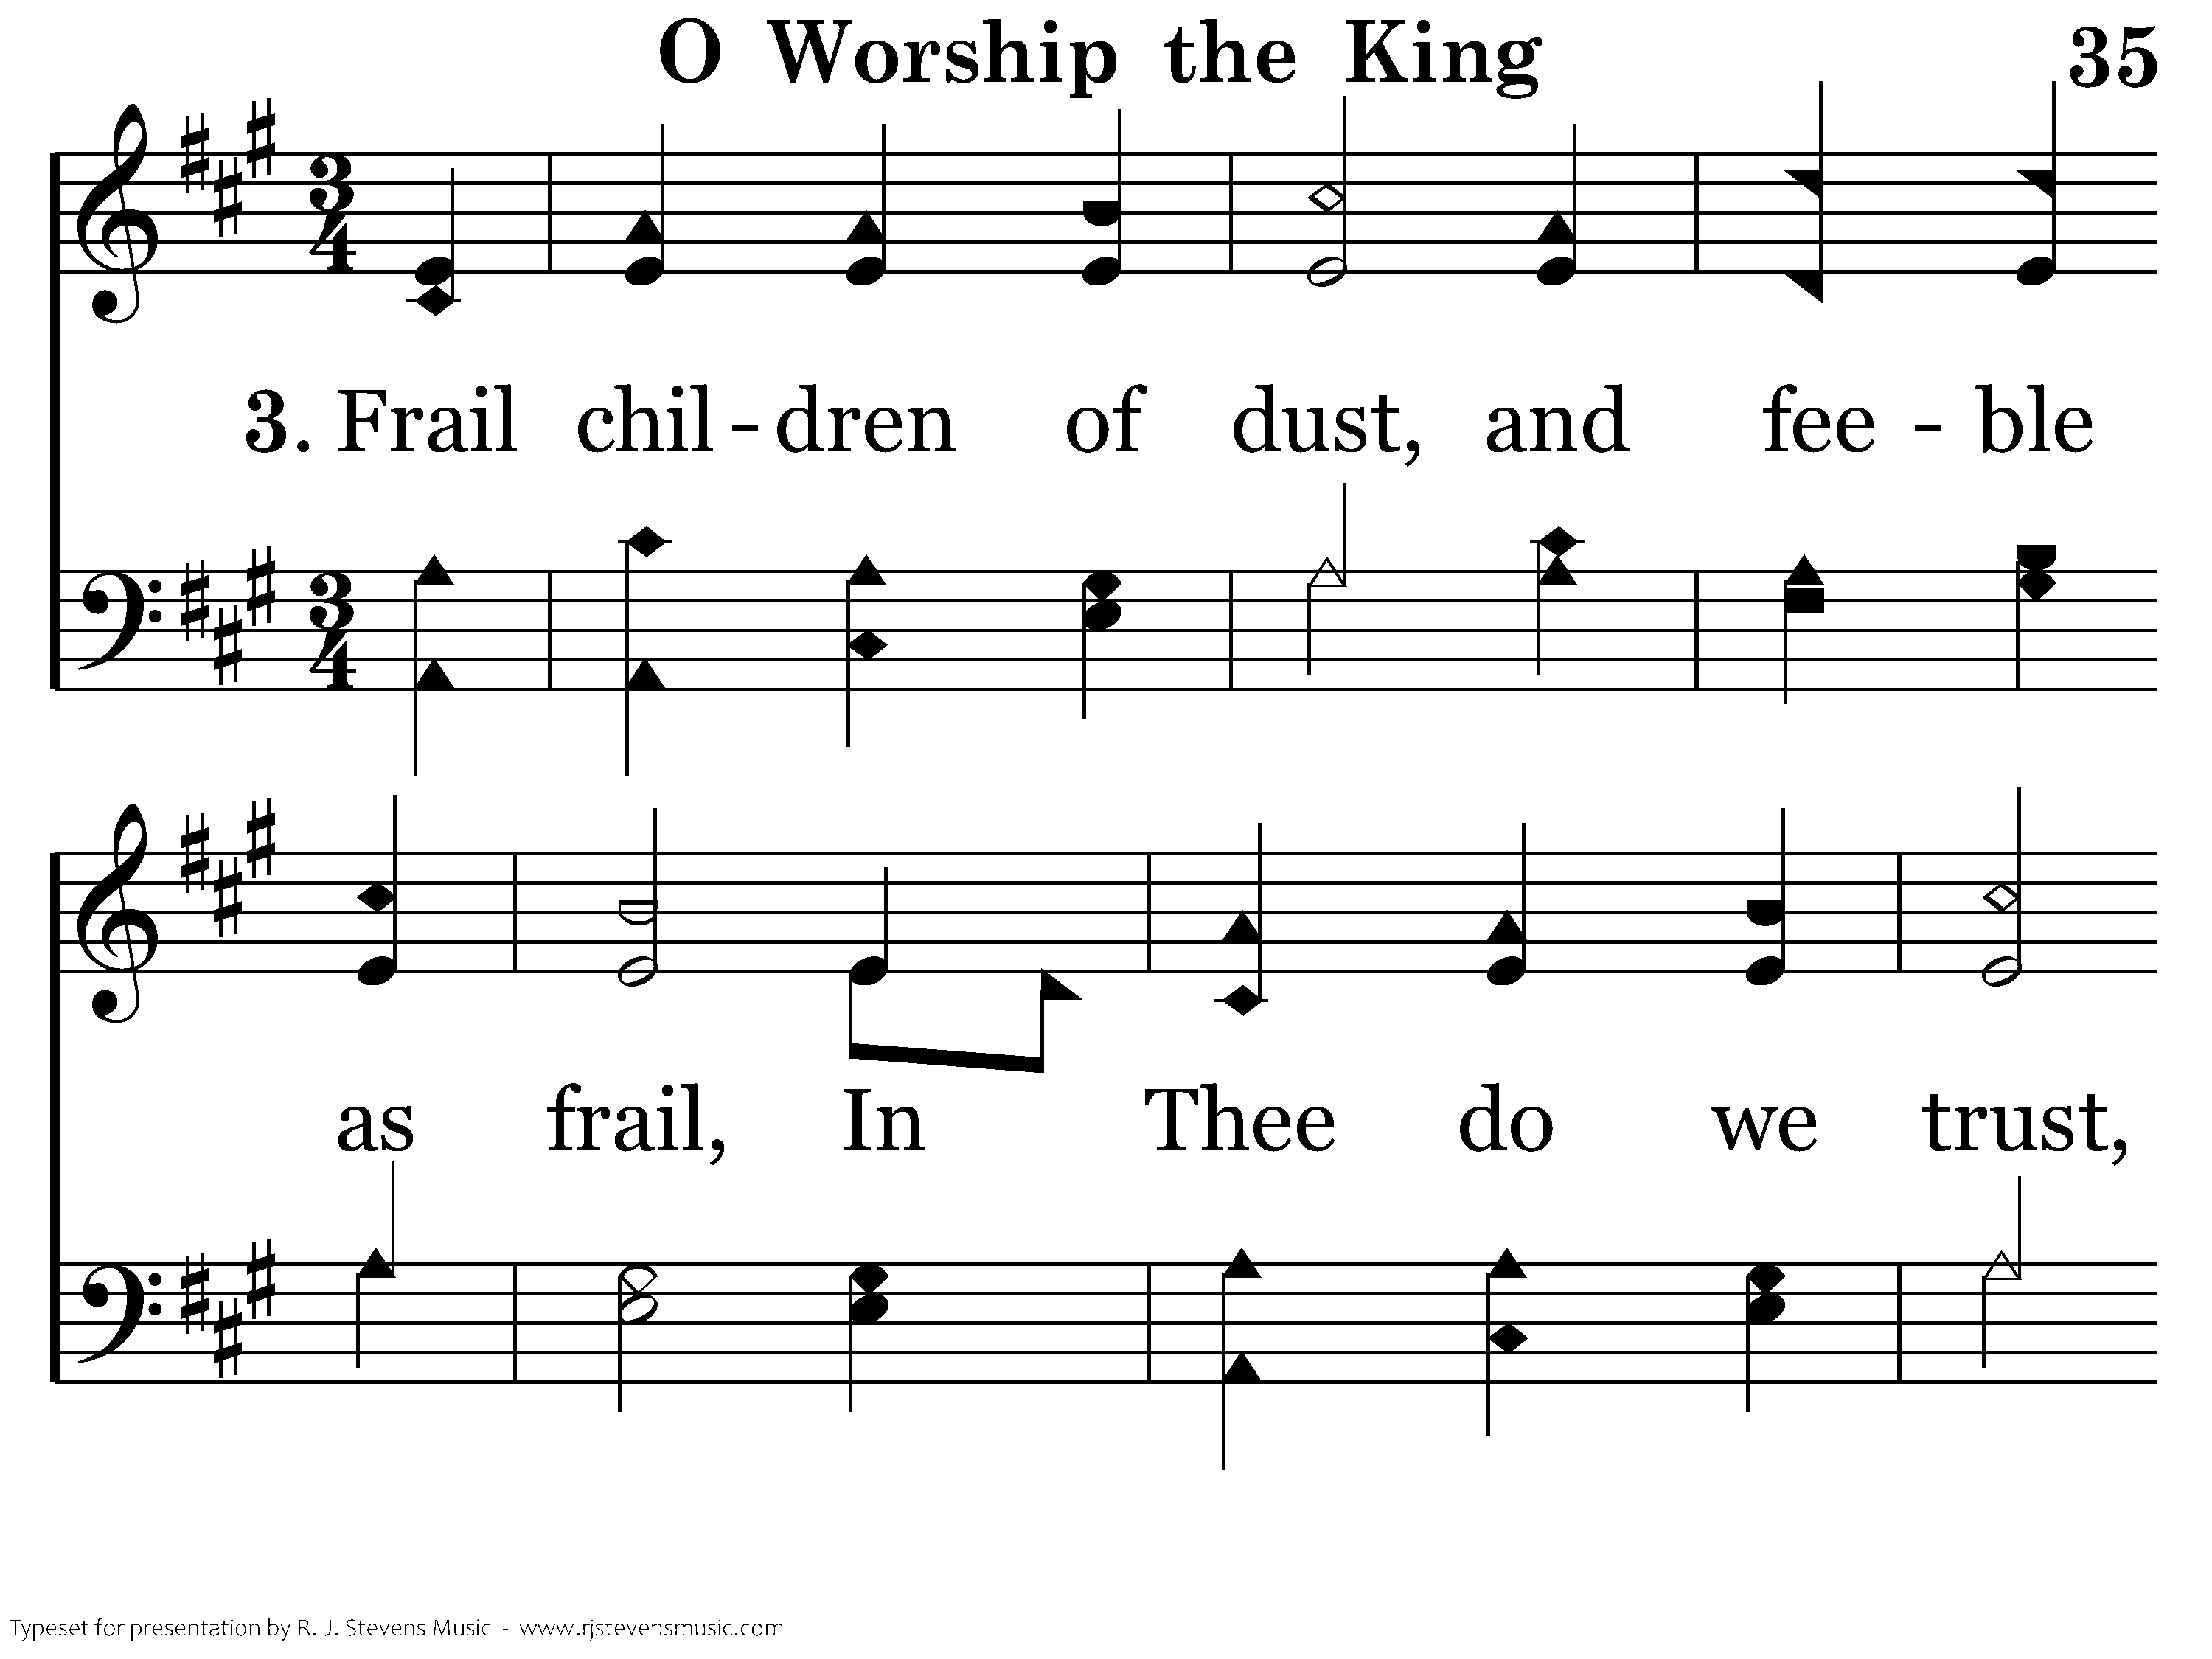 O Worship the King 35
3. Frail chil - dren of dust, and fee - ble
as frail, In Thee do we trust,
Typeset for presentation by R. J. Stevens Music - www.rjstevensmusic.com